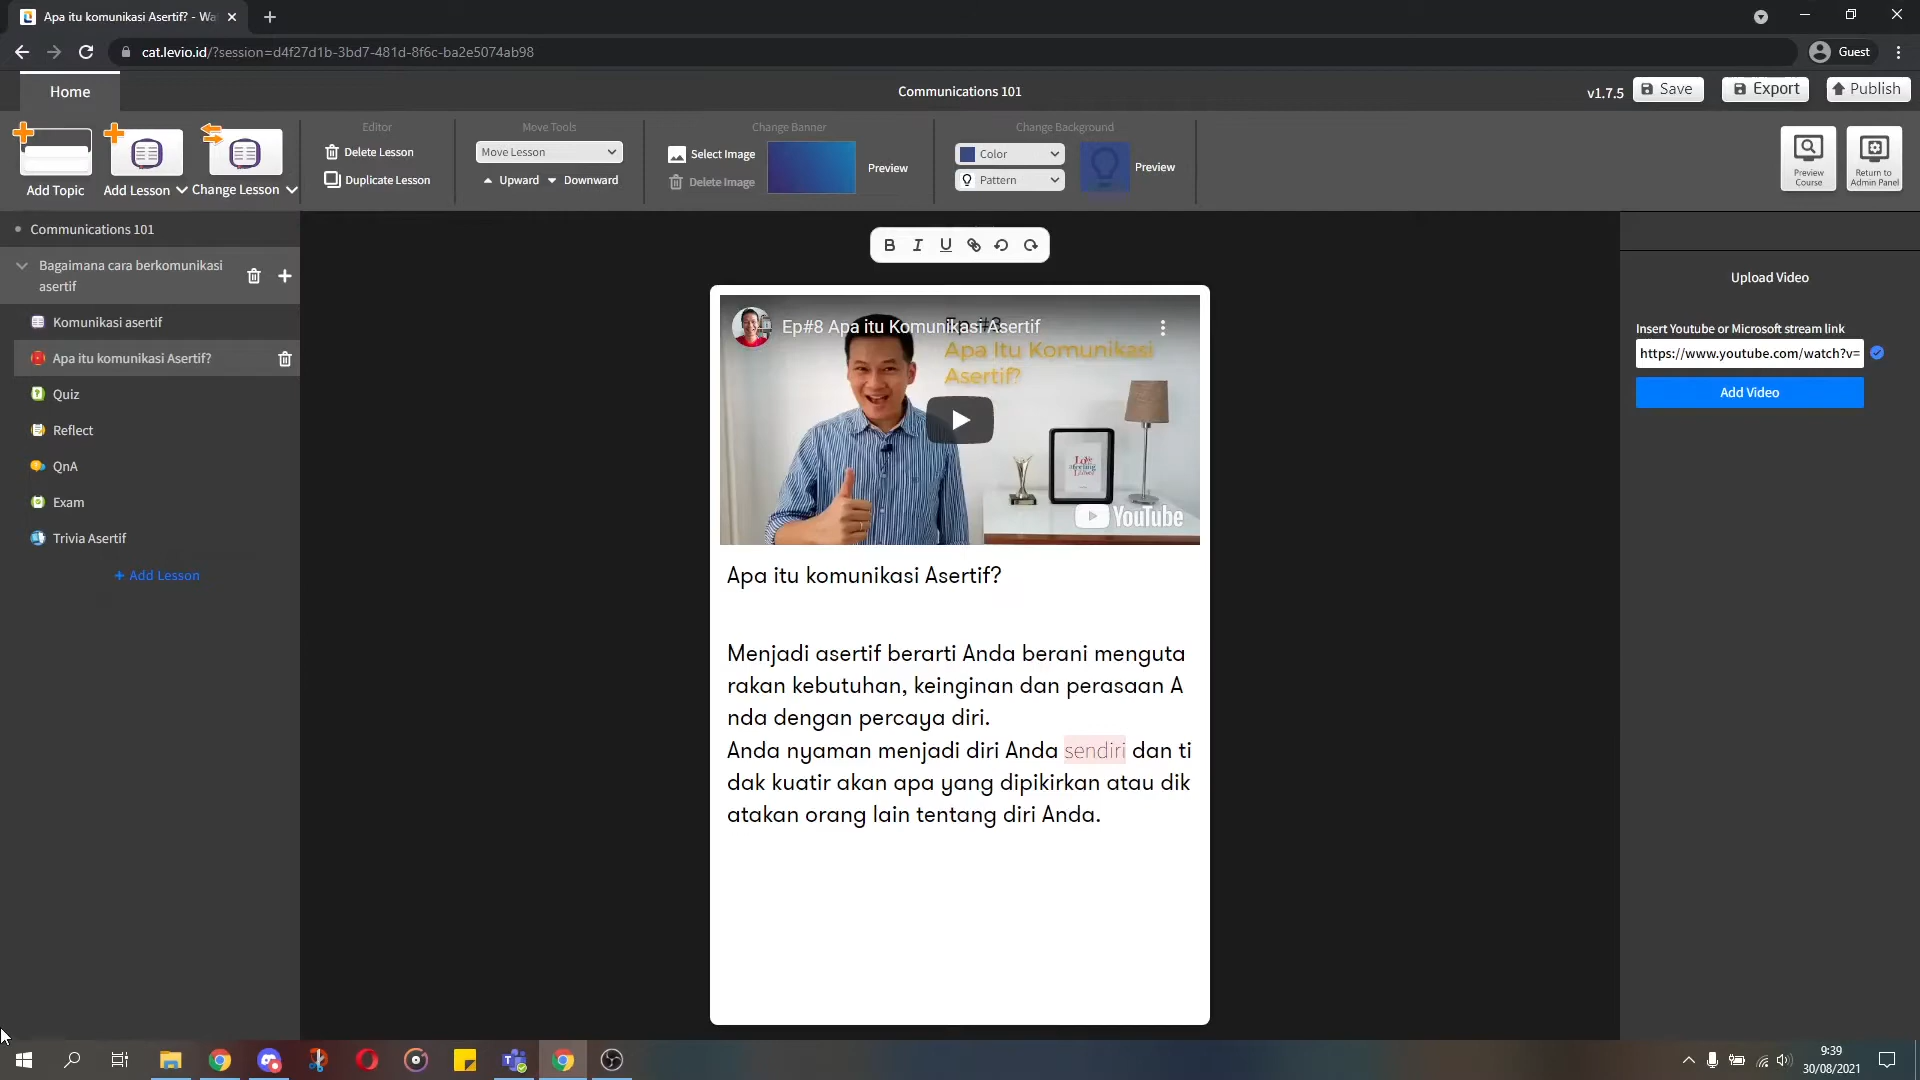 Apa itu komunikasi Asertif? - Wa
cat.levio.id/?session=d4f27d1b-3bd7-481d-8f6c-ba2e5074ab98
Guest
Home
Communications 101
v1.7.5
Save
Export
Publish
Add Topic
Add Lesson
Change Lesson
Editor
Delete Lesson
Duplicate Lesson
Move Tools
Move Lesson
Upward
Downward
Change Banner
Select Image
Delete Image
Preview
Change Background
Color
Pattern
Preview
Preview
Course
Return to
Admin Panel
Communications 101
Bagaimana cara berkomunikasi
asertif
Komunikasi asertif
Apa itu komunikasi Asertif?
Quiz
Reflect
QnA
Exam
Trivia Asertif
+ Add Lesson
B I U
Ep#8 Apa itu Komunikasi Asertif
Apa Itu Komunikasi
Asertif?
YouTube
Apa itu komunikasi Asertif?
Menjadi asertif berarti Anda berani menguta
rakan kebutuhan, keinginan dan perasaan A
nda dengan percaya diri.
Anda nyaman menjadi diri Anda sendiri dan ti
dak kuatir akan apa yang dipikirkan atau dik
atakan orang lain tentang diri Anda.
Upload Video
Insert Youtube or Microsoft stream link
https://www.youtube.com/watch?v=
Add Video
9:39
30/08/2021